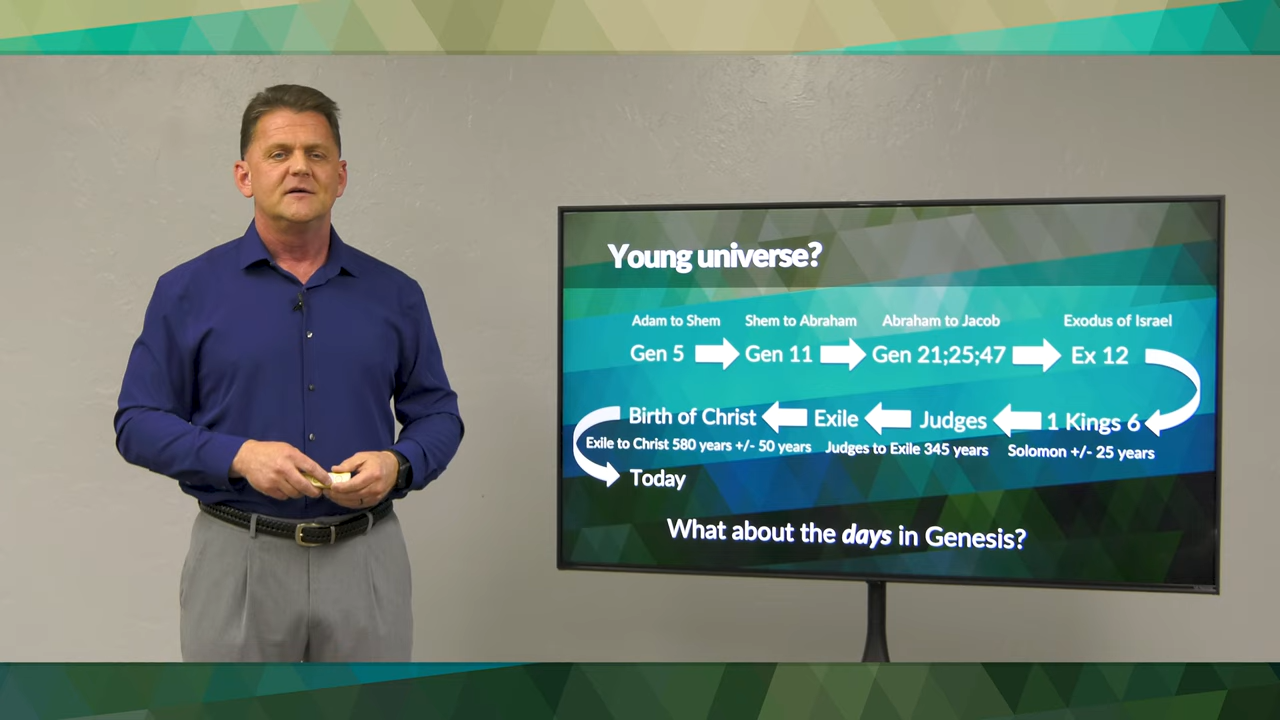 Young universe?
Adam to Shem Shem to Abraham Abraham to Jacob Exodus of Israel
Gen 5 Gen 11 Gen 21;25;47 Ex 12
Birth of Christ Exile Judges 1 Kings 6
Exile to Christ 580 years +/- 50 years Judges to Exile 345 years Solomon +/- 25 years
Today
What about the days in Genesis?